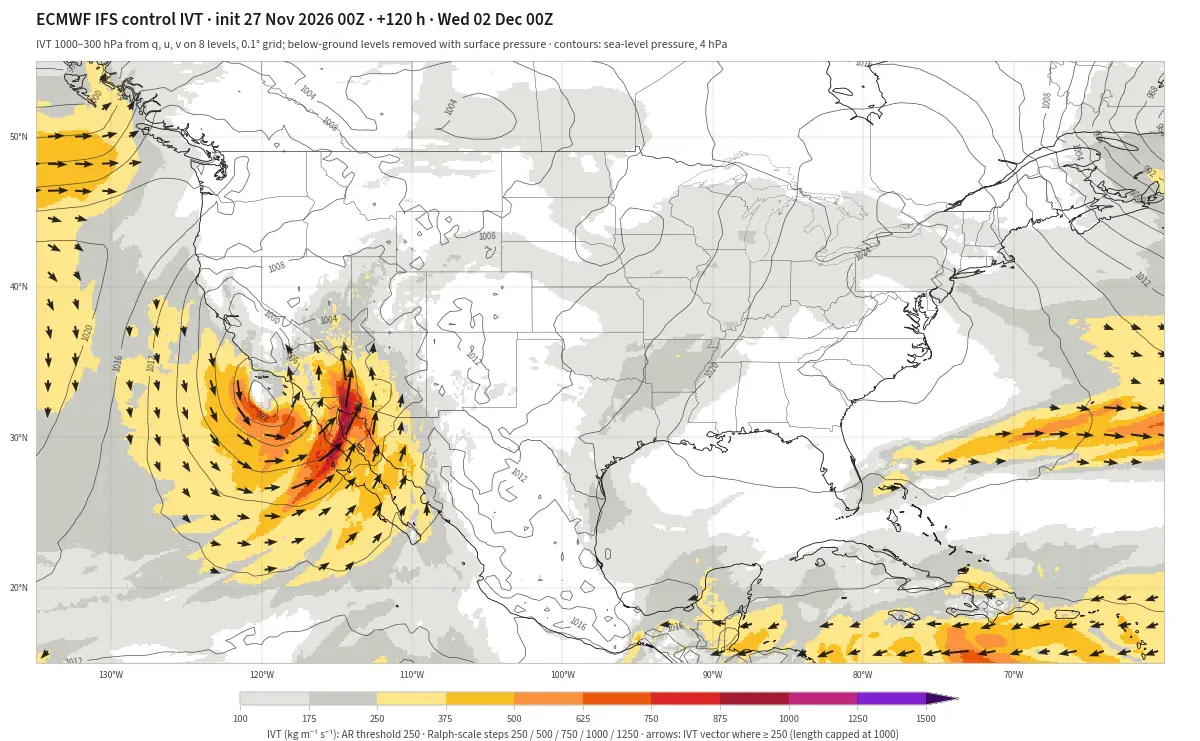 ECMWF IFS control IVT · init 27 Nov 2026 00Z · +120 h · Wed 02 Dec 00Z
IVT 1000–300 hPa from q, u, v on 8 levels, 0.1° grid; below-ground levels removed with surface pressure · contours: sea-level pressure, 4 hPa
1004
1008
1004
1008
988
50°N
1008
1008
1012
40°N
1000
1004
1020
1016
1012
1012
1020
30°N
1012
20°N
1016
1016
1012
130°W 120°W 110°W 100°W 90°W 80°W 70°W
100 175 250 375 500 625 750 875 1000 1250 1500
IVT (kg m⁻¹ s⁻¹): AR threshold 250 · Ralph-scale steps 250 / 500 / 750 / 1000 / 1250 · arrows: IVT vector where ≥ 250 (length capped at 1000)